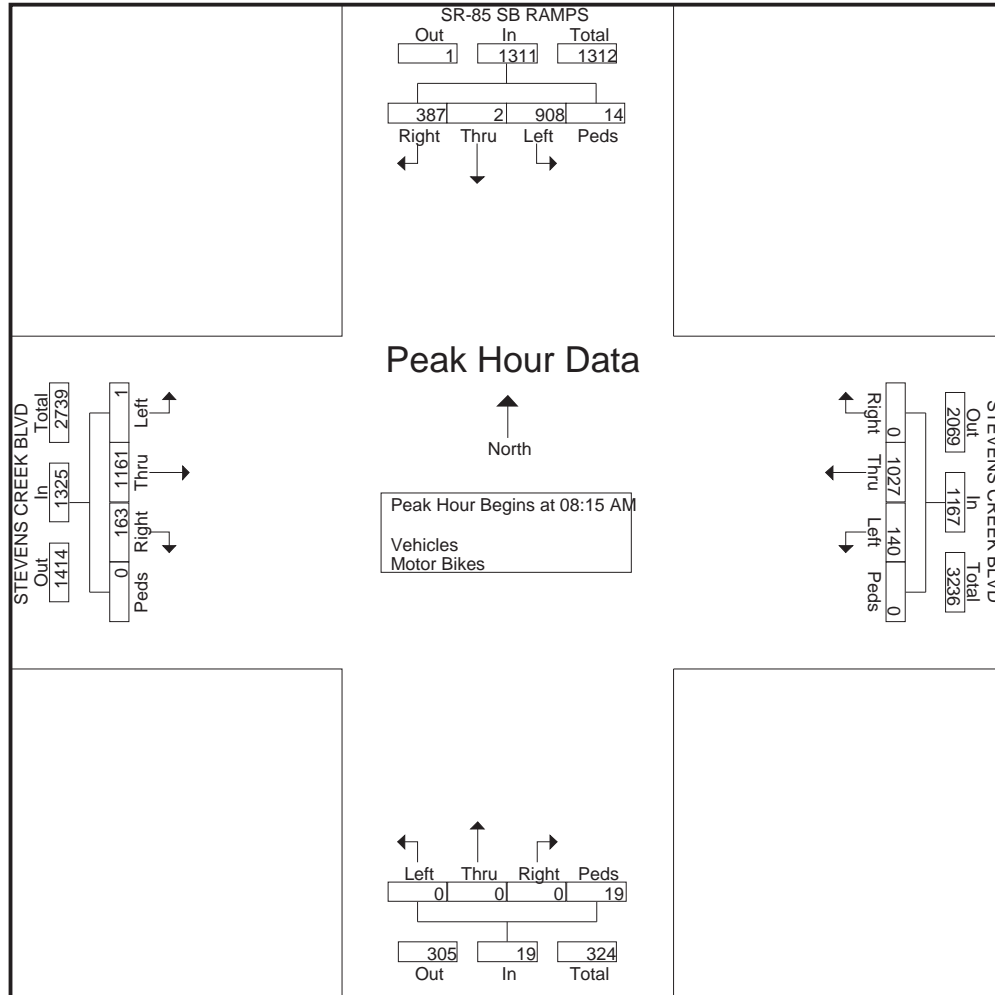 SR-85 SB RAMPS
Out In Total
1 1311 1312
387 2 908 14
Right Thru Left Peds
Peak Hour Data
North
Peak Hour Begins at 08:15 AM
Vehicles
Motor Bikes
STEVENS CREEK BLVD
Out In Total
1414 1325 2739
Left Thru Right Peds
1 1161 163 0
STEVENS CREEK BLVD
Out In Total
2069 1167 3236
0 1027 140 0
Right Thru Left Peds
Left Thru Right Peds
0 0 0 19
305 19 324
Out In Total